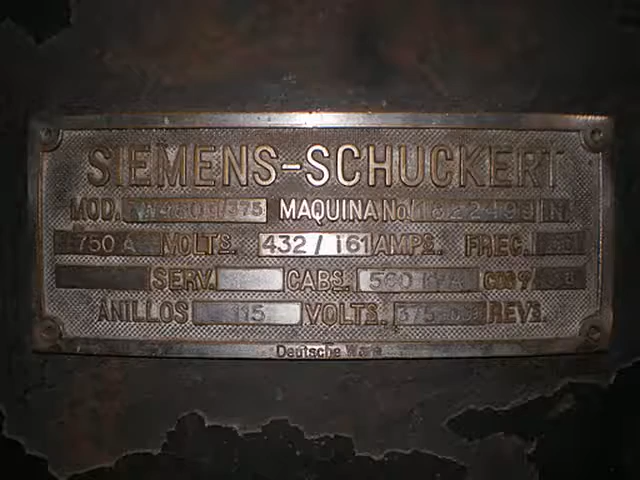 SIEMENS-SCHUCKERT
MOD. MAQUINA No. N
750 A VOLTS. 432/161 AMPS. FREC. 50
SERV. CABS. 560 KVA COS φ
ANILLOS 115 VOLTS. 375 REVS.
Deutsche Ware